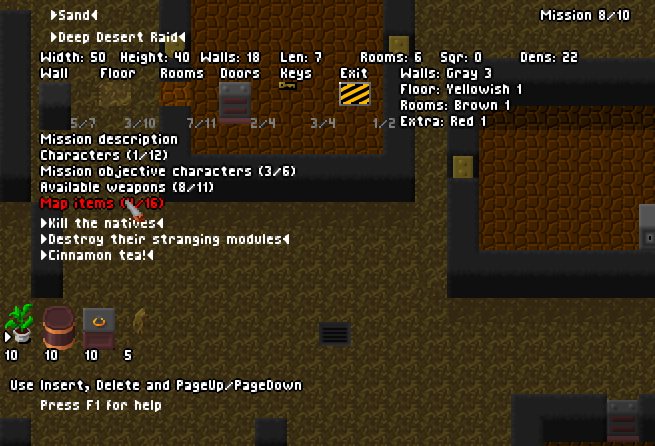 Sand
Mission 8/10
Deep Desert Raid
Width: 50 Height: 40 Walls: 18 Len: 7 Rooms: 6 Sqr: 0 Dens: 22
Wall Floor Rooms Doors Keys Exit Walls: Gray 3
Floor: Yellowish 1
Rooms: Brown 1
5/7 3/10 7/11 2/4 3/4 1/2 Extra: Red 1
Mission description
Characters (1/12)
Mission objective characters (3/6)
Available weapons (8/11)
Map items (4/16)
Kill the natives
Destroy their stranging modules
Cinnamon tea!
10 10 10 5
Use Insert, Delete and PageUp/PageDown
Press F1 for help